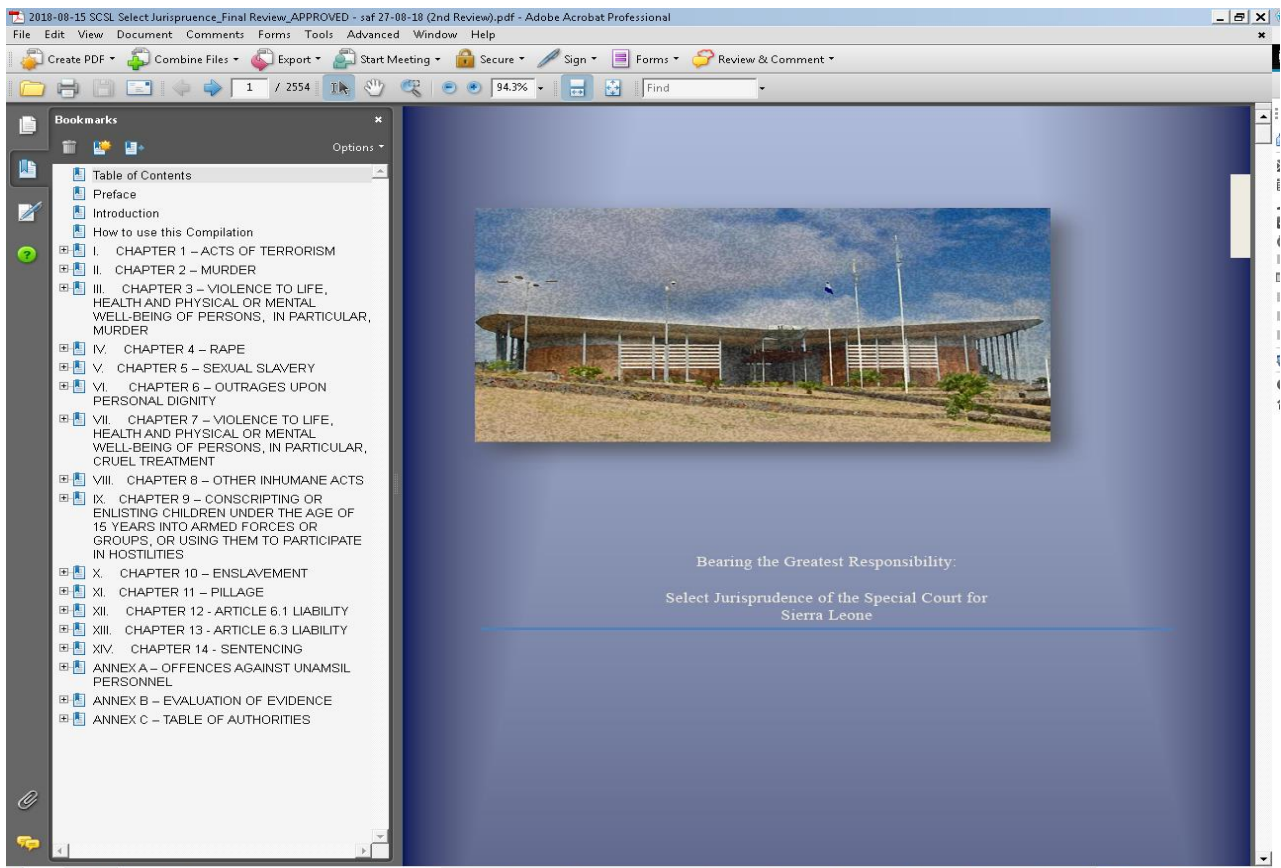 2018-08-15 SCSL Select Jurispruence_Final Review_APPROVED - saf 27-08-18 (2nd Review).pdf - Adobe Acrobat Professional
File Edit View Document Comments Forms Tools Advanced Window Help
Create PDF Combine Files Export Start Meeting Secure Sign Forms Review & Comment
1 / 2554 94.3% Find
Bookmarks
Options
Table of Contents
Preface
Introduction
How to use this Compilation
I. CHAPTER 1 – ACTS OF TERRORISM
II. CHAPTER 2 – MURDER
III. CHAPTER 3 – VIOLENCE TO LIFE,
HEALTH AND PHYSICAL OR MENTAL
WELL-BEING OF PERSONS, IN PARTICULAR,
MURDER
IV. CHAPTER 4 – RAPE
V. CHAPTER 5 – SEXUAL SLAVERY
VI. CHAPTER 6 – OUTRAGES UPON
PERSONAL DIGNITY
VII. CHAPTER 7 – VIOLENCE TO LIFE,
HEALTH AND PHYSICAL OR MENTAL
WELL-BEING OF PERSONS, IN PARTICULAR,
CRUEL TREATMENT
VIII. CHAPTER 8 – OTHER INHUMANE ACTS
IX. CHAPTER 9 – CONSCRIPTING OR
ENLISTING CHILDREN UNDER THE AGE OF
15 YEARS INTO ARMED FORCES OR
GROUPS, OR USING THEM TO PARTICIPATE
IN HOSTILITIES
X. CHAPTER 10 – ENSLAVEMENT
XI. CHAPTER 11 – PILLAGE
XII. CHAPTER 12 - ARTICLE 6.1 LIABILITY
XIII. CHAPTER 13 - ARTICLE 6.3 LIABILITY
XIV. CHAPTER 14 - SENTENCING
ANNEX A – OFFENCES AGAINST UNAMSIL
PERSONNEL
ANNEX B – EVALUATION OF EVIDENCE
ANNEX C – TABLE OF AUTHORITIES
Bearing the Greatest Responsibility:
Select Jurisprudence of the Special Court for
Sierra Leone